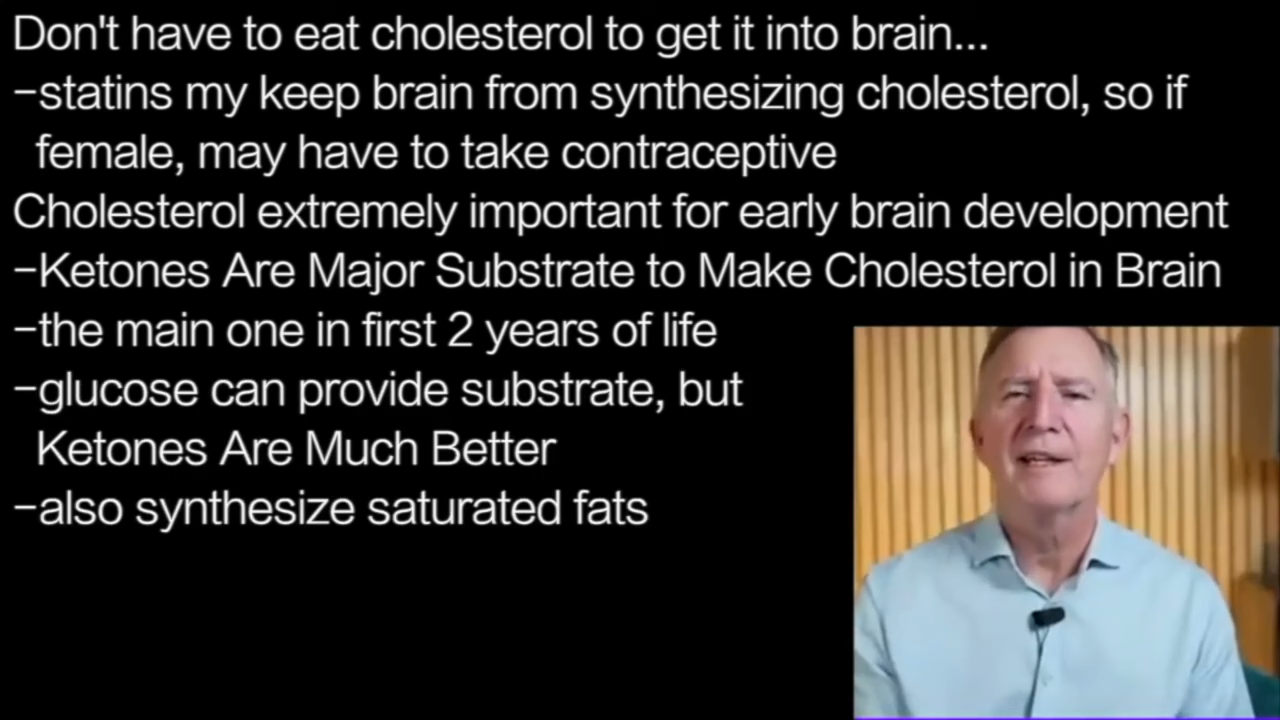 Don't have to eat cholesterol to get it into brain...
−statins my keep brain from synthesizing cholesterol, so if
female, may have to take contraceptive
Cholesterol extremely important for early brain development
−Ketones Are Major Substrate to Make Cholesterol in Brain
−the main one in first 2 years of life
−glucose can provide substrate, but
Ketones Are Much Better
−also synthesize saturated fats